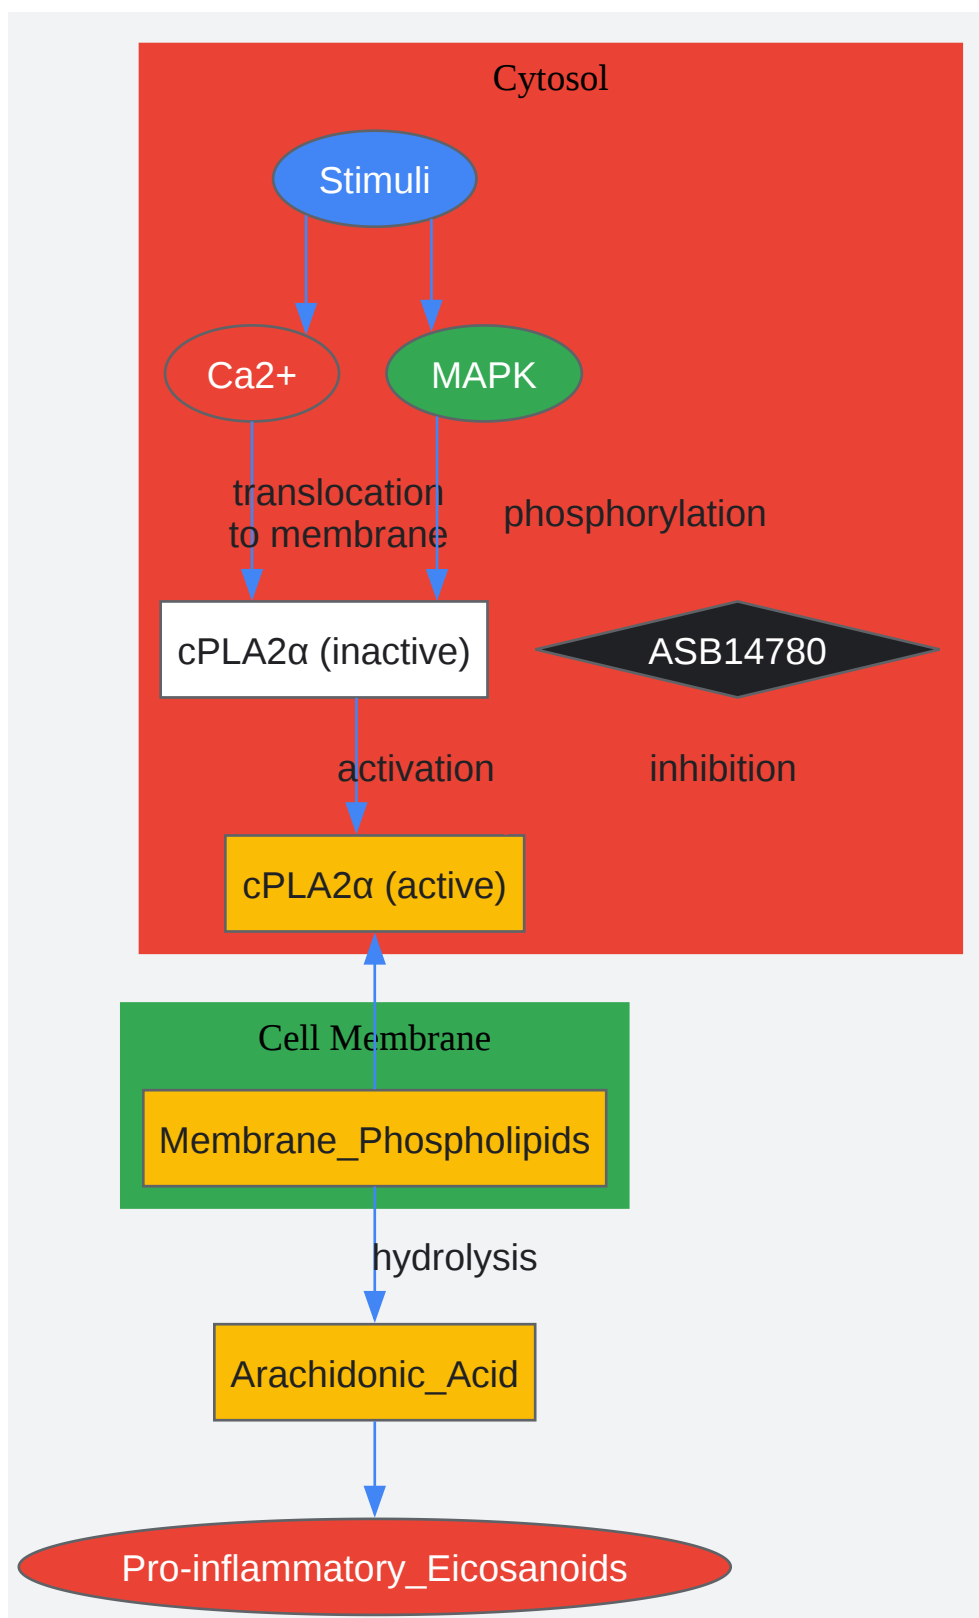 Cytosol
Stimuli
Ca2+
MAPK
translocation
to membrane
phosphorylation
cPLA2α (inactive)
ASB14780
activation
inhibition
cPLA2α (active)
Cell Membrane
Membrane_Phospholipids
hydrolysis
Arachidonic_Acid
Pro-inflammatory_Eicosanoids